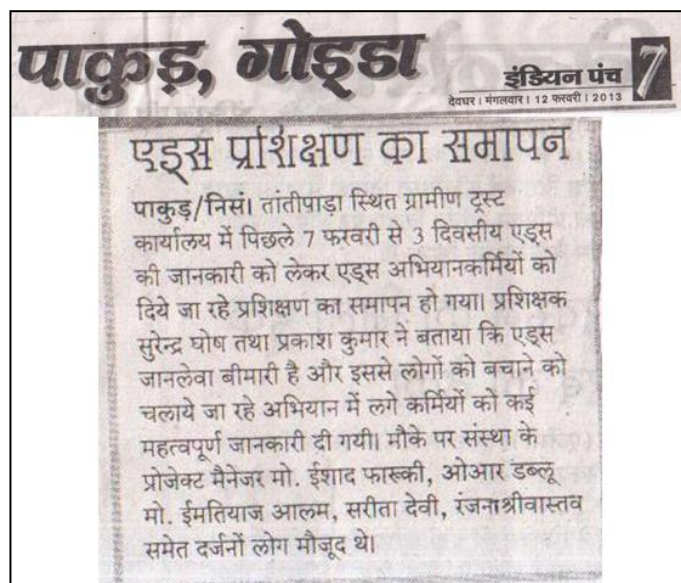 पाकुड़, गोड्डा
इंडियन पंच
देवघर। मंगलवार। 12 फरवरी। 2013
7
एड्स प्रशिक्षण का समापन
पाकुड़/निसं। तांतीपाड़ा स्थित ग्रामीण ट्रस्ट
कार्यालय में पिछले 7 फरवरी से 3 दिवसीय एड्स
की जानकारी को लेकर एड्स अभियानकर्मियों को
दिये जा रहे प्रशिक्षण का समापन हो गया। प्रशिक्षक
सुरेन्द्र घोष तथा प्रकाश कुमार ने बताया कि एड्स
जानलेवा बीमारी है और इससे लोगों को बचाने को
चलाये जा रहे अभियान में लगे कर्मियों को कई
महत्वपूर्ण जानकारी दी गयी। मौके पर संस्था के
प्रोजेक्ट मैनेजर मो. ईशाद फारुकी, ओआर डब्लू
मो. ईमतियाज आलम, सरीता देवी, रंजनाश्रीवास्तव
समेत दर्जनों लोग मौजूद थे।